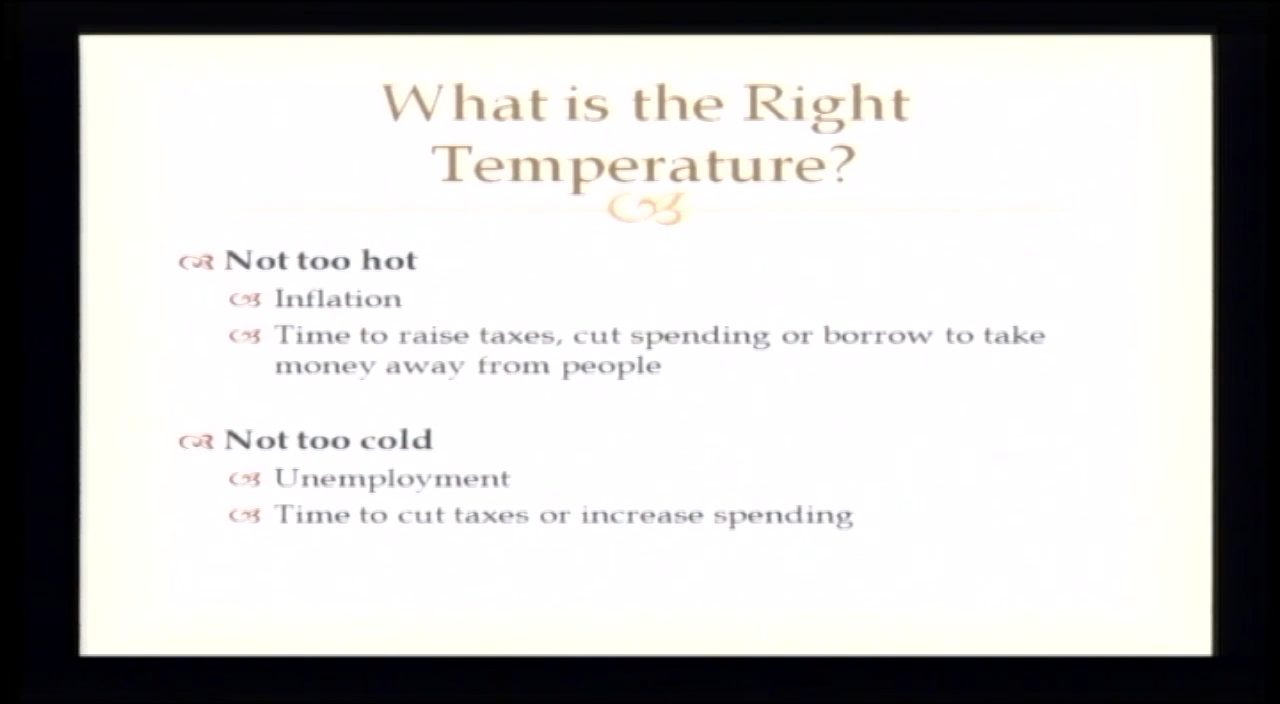 What is the Right
Temperature?
Not too hot
Inflation
Time to raise taxes, cut spending or borrow to take
money away from people
Not too cold
Unemployment
Time to cut taxes or increase spending